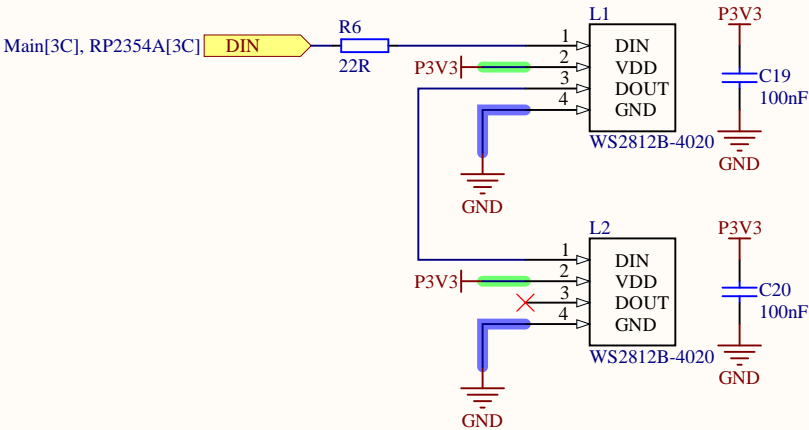 L1
P3V3
R6
Main[3C], RP2354A[3C] DIN
22R
1 DIN
P3V3 2 VDD
3 DOUT
4 GND
C19
100nF
WS2812B-4020
GND
GND
L2
P3V3
1 DIN
P3V3 2 VDD
3 DOUT
4 GND
C20
100nF
WS2812B-4020
GND
GND